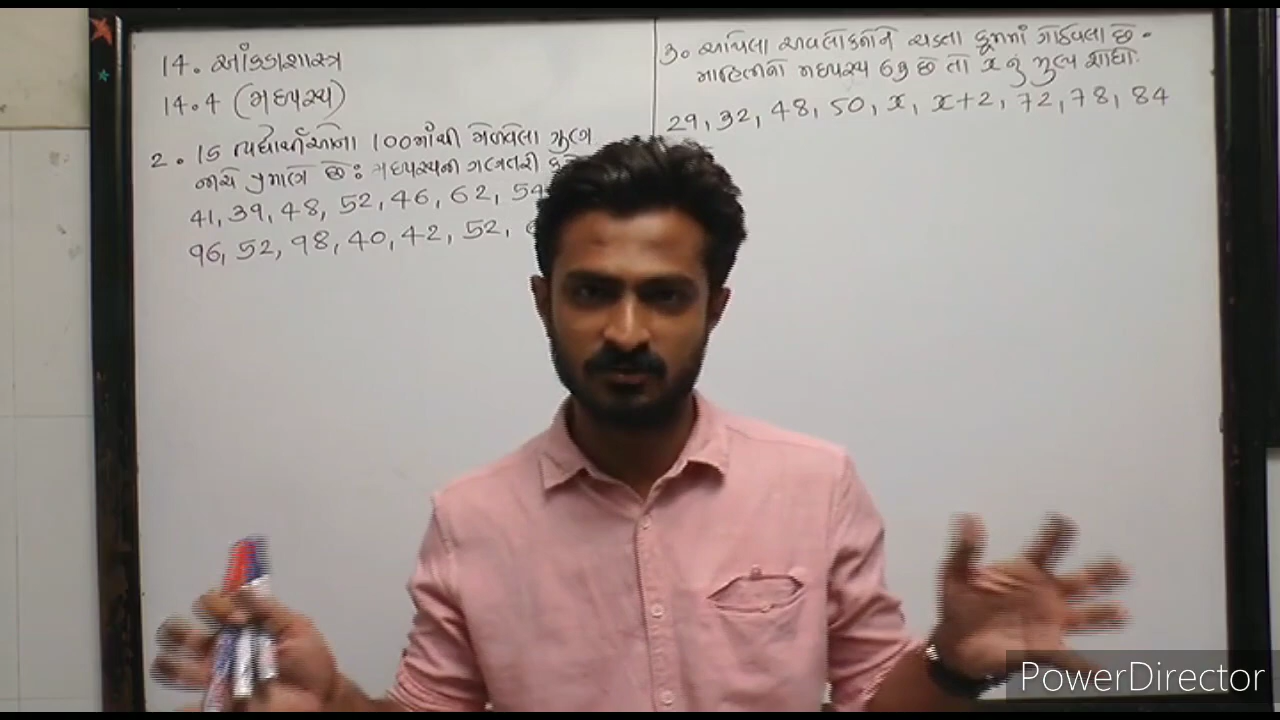 14. આંકડાશાસ્ત્ર
14.4 (મધ્યસ્થ)
2. 15 વિદ્યાર્થીઓના 100માંથી મેળવેલા ગુણ
નીચે પ્રમાણે છે: મધ્યસ્થની ગણતરી
41, 39, 48, 52, 46, 62, 54
96, 52, 98, 40, 42, 52,
3. આપેલા અવલોકનોને ચડતા ક્રમમાં ગોઠવેલા છે.
માહિતીનો મધ્યસ્થ ૬૩ છે તો x નું મુલ્ય શોધો.
29, 32, 48, 50, x, x+2, 72, 78, 84
PowerDirector